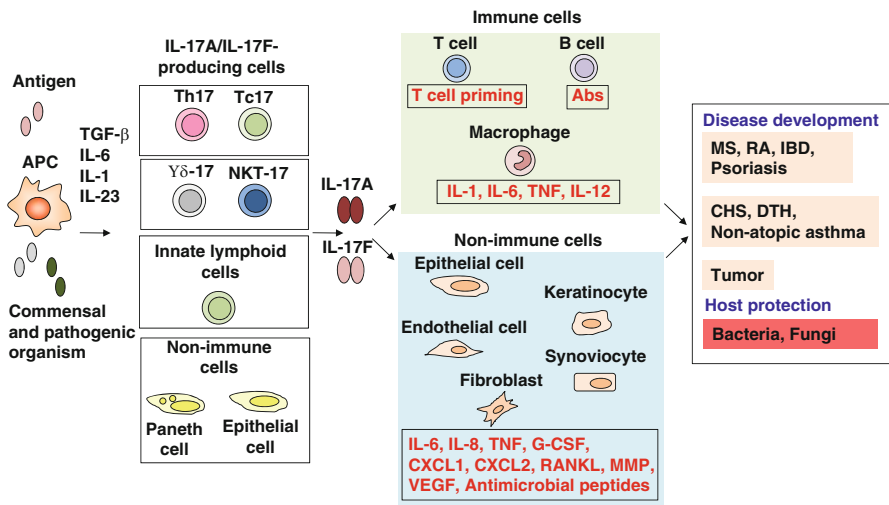 Antigen
APC
Commensal
and pathogenic
organism
TGF-β
IL-6
IL-1
IL-23
IL-17A/IL-17F-
producing cells
Th17 Tc17
Yδ-17 NKT-17
Innate lymphoid
cells
Non-immune
cells
Paneth
cell
Epithelial
cell
IL-17A
IL-17F
Immune cells
T cell B cell
T cell priming Abs
Macrophage
IL-1, IL-6, TNF, IL-12
Non-immune cells
Epithelial cell
Keratinocyte
Endothelial cell
Synoviocyte
Fibroblast
IL-6, IL-8, TNF, G-CSF,
CXCL1, CXCL2, RANKL, MMP,
VEGF, Antimicrobial peptides
Disease development
MS, RA, IBD,
Psoriasis
CHS, DTH,
Non-atopic asthma
Tumor
Host protection
Bacteria, Fungi